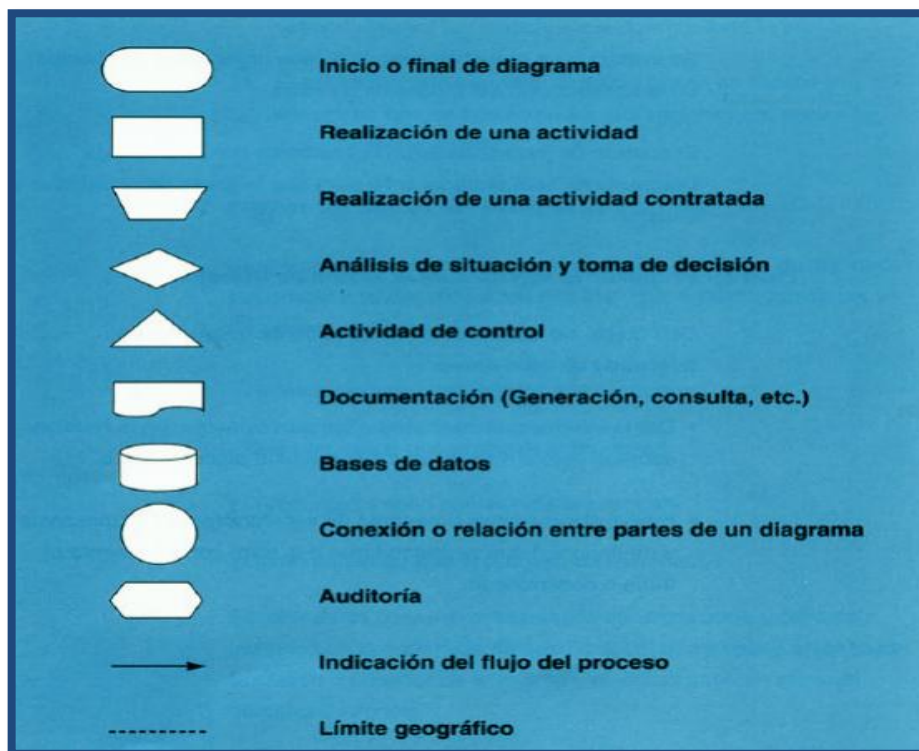 Inicio o final de diagrama
Realización de una actividad
Realización de una actividad contratada
Análisis de situación y toma de decisión
Actividad de control
Documentación (Generación, consulta, etc.)
Bases de datos
Conexión o relación entre partes de un diagrama
Auditoría
Indicación del flujo del proceso
Límite geográfico